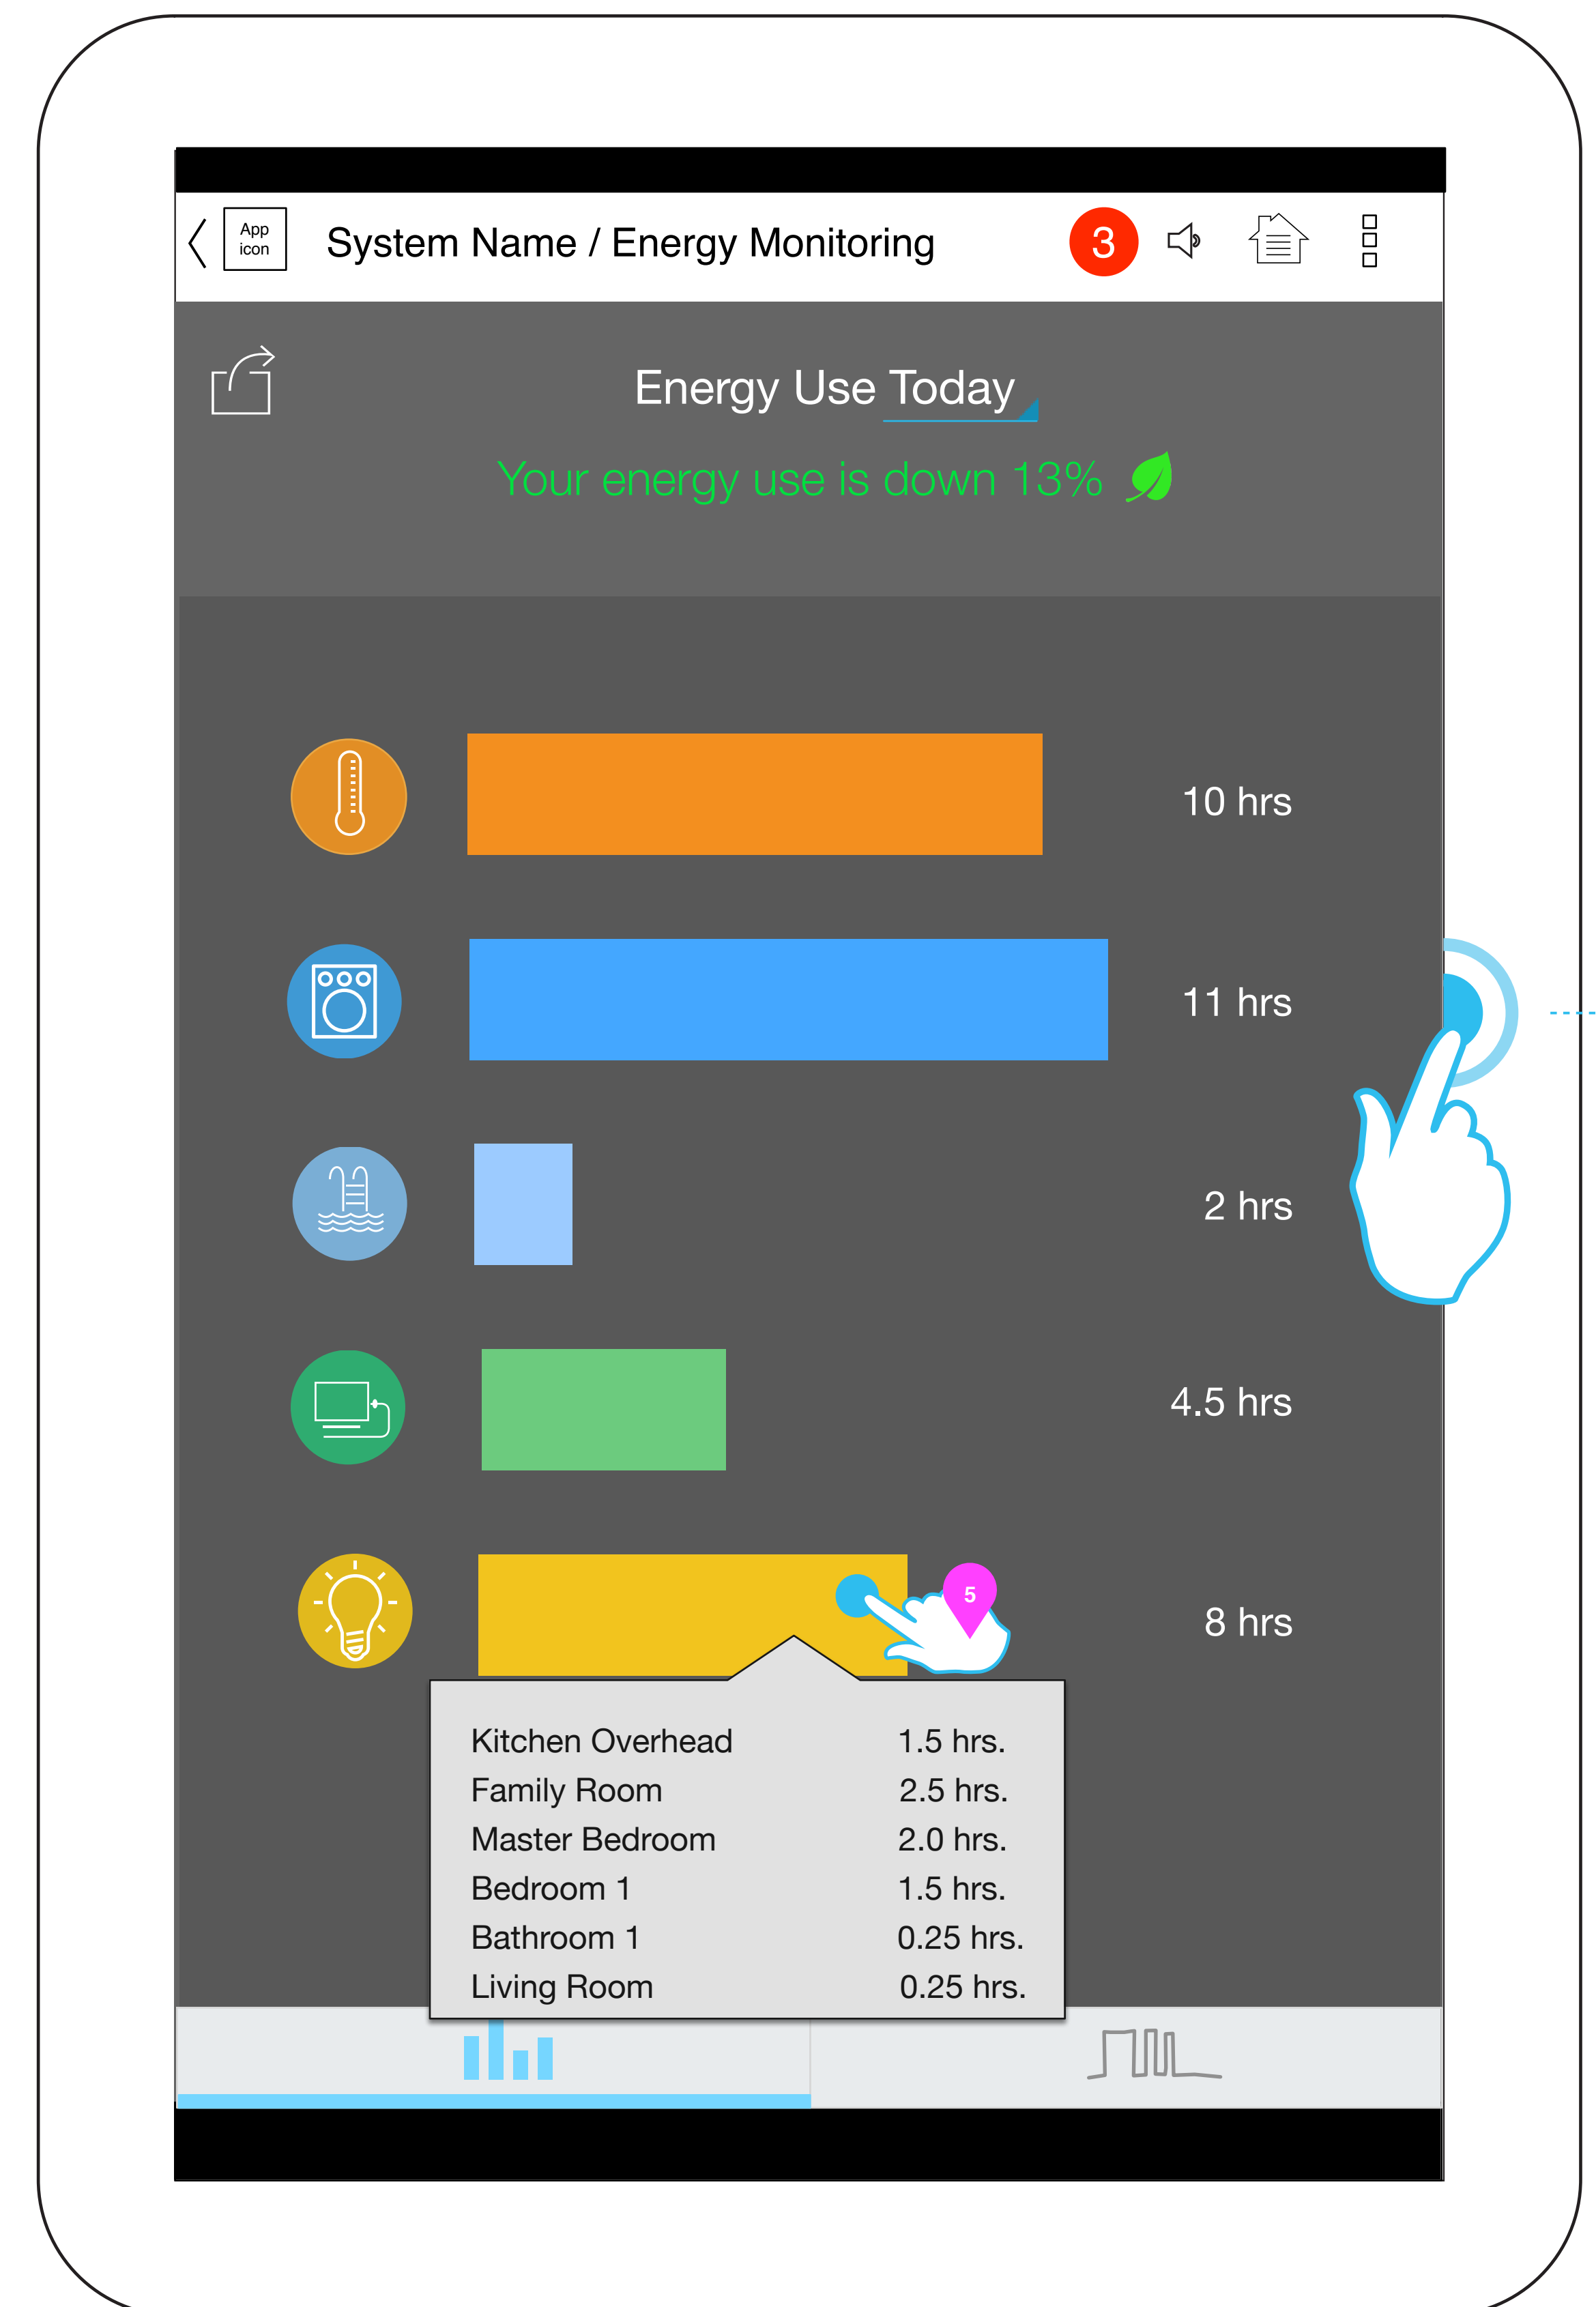 App
icon
System Name / Energy Monitoring
3
Energy Use Today
Your energy use is down 13%
10 hrs
11 hrs
2 hrs
4.5 hrs
5
8 hrs
Kitchen Overhead 1.5 hrs.
Family Room 2.5 hrs.
Master Bedroom 2.0 hrs.
Bedroom 1 1.5 hrs.
Bathroom 1 0.25 hrs.
Living Room 0.25 hrs.